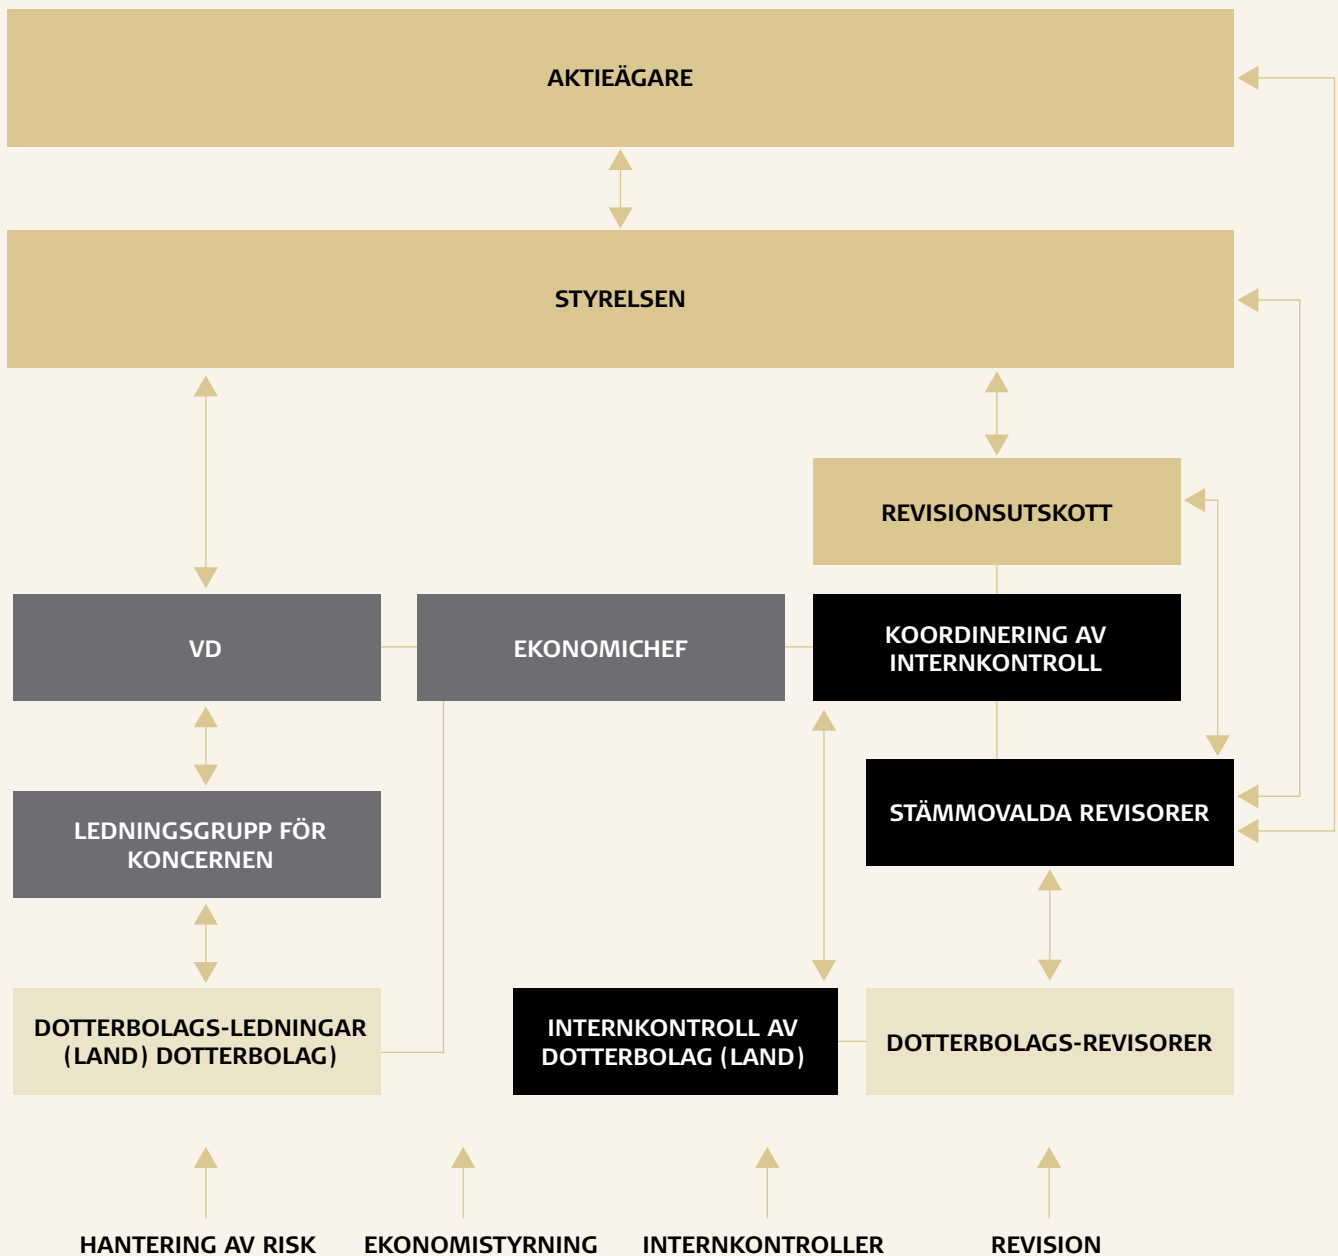 AKTIEÄGARE
STYRELSEN
REVISIONSUTSKOTT
VD
EKONOMICHEF
KOORDINERING AV
INTERNKONTROLL
STÄMMOVALDA REVISORER
LEDNINGSGRUPP FÖR
KONCERNEN
DOTTERBOLAGS-LEDNINGAR
(LAND) DOTTERBOLAG)
INTERNKONTROLL AV
DOTTERBOLAG (LAND)
DOTTERBOLAGS-REVISORER
HANTERING AV RISK
EKONOMISTYRNING
INTERNKONTROLLER
REVISION